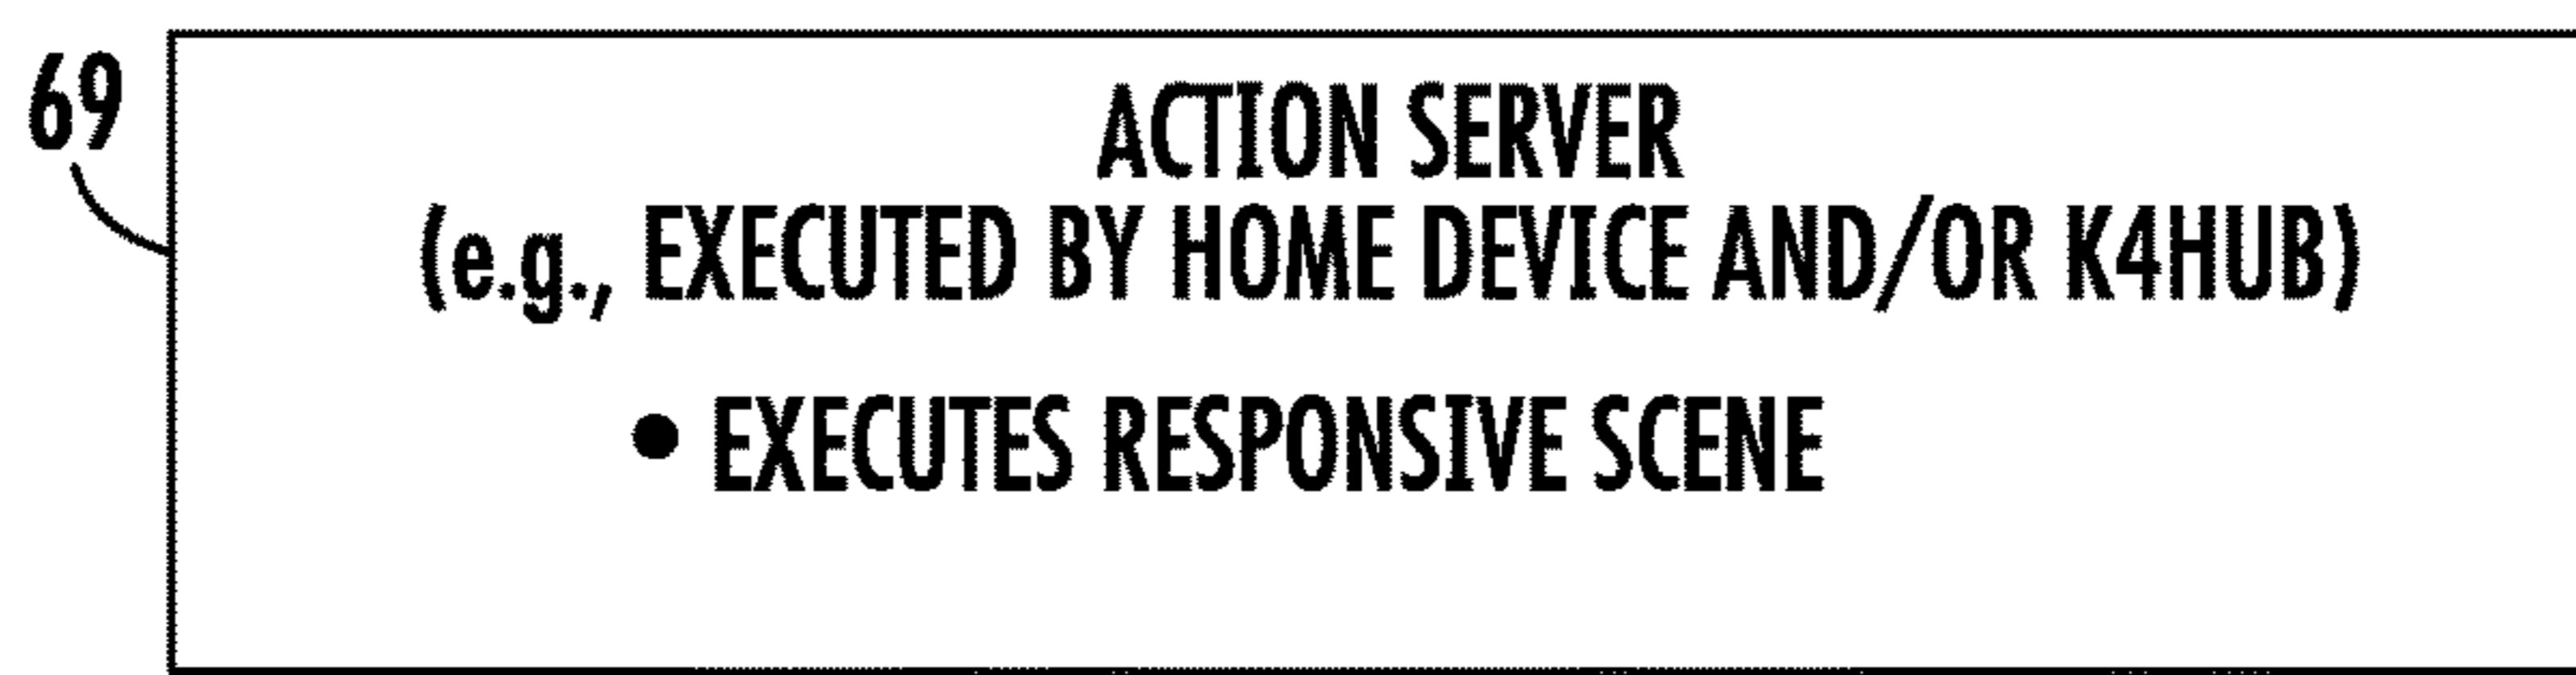 69
ACTION SERVER
(e.g., EXECUTED BY HOME DEVICE AND/OR K4HUB)
• EXECUTES RESPONSIVE SCENE